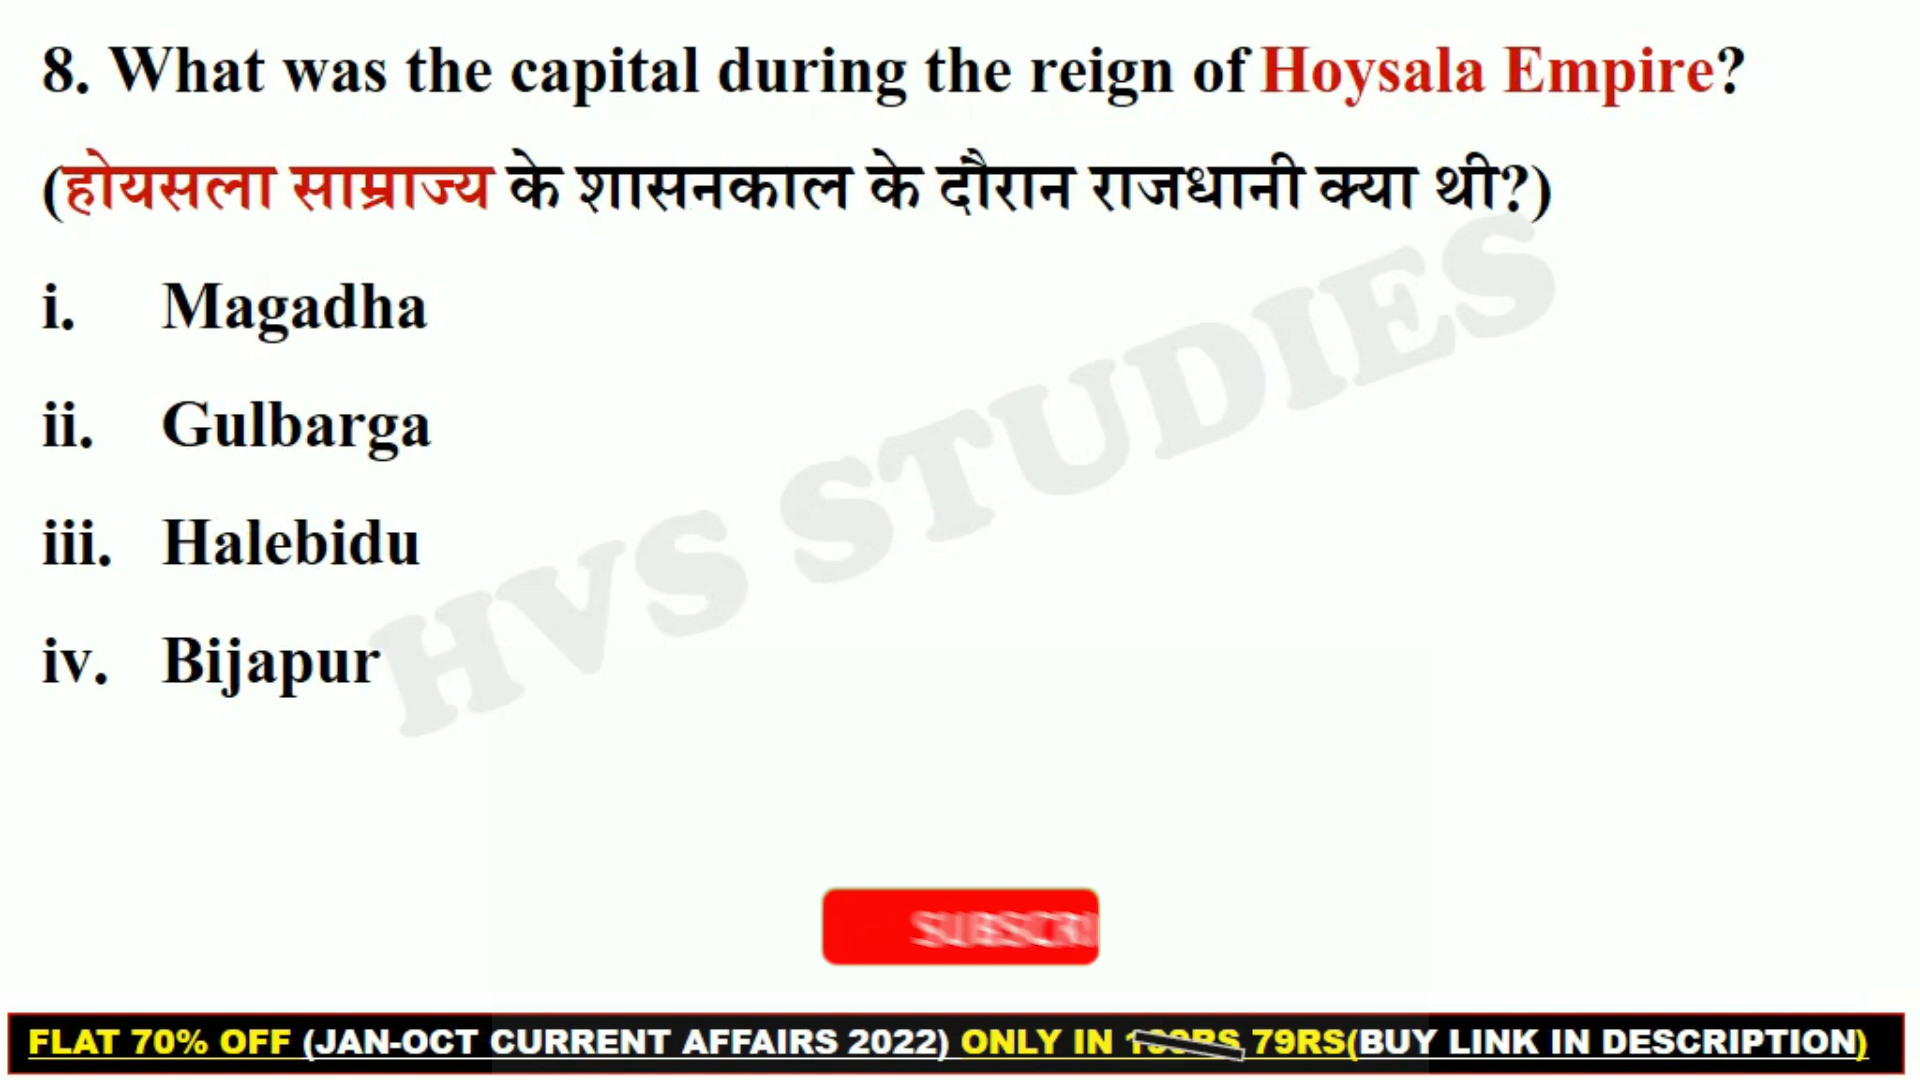 8. What was the capital during the reign of Hoysala Empire?
(होयसला साम्राज्य के शासनकाल के दौरान राजधानी क्या थी?)
i. Magadha
ii. Gulbarga
iii. Halebidu
iv. Bijapur
HVS STUDIES
FLAT 70% OFF (JAN-OCT CURRENT AFFAIRS 2022) ONLY IN 79RS(BUY LINK IN DESCRIPTION)